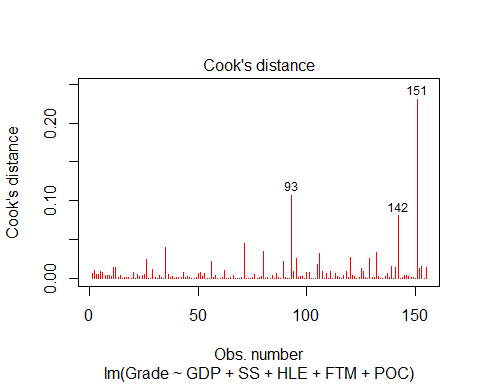 Cook's distance
Cook's distance
0.00
0.10
0.20
151
93
142
0
50
100
150
Obs. number
lm(Grade ~ GDP + SS + HLE + FTM + POC)